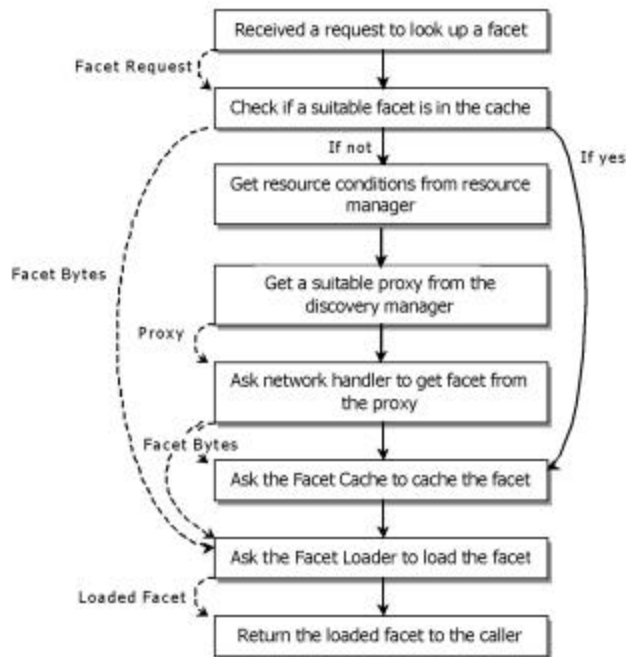 Received a request to look up a facet
Facet Request
Check if a suitable facet is in the cache
If not
If yes
Get resource conditions from resource
manager
Facet Bytes
Get a suitable proxy from the
discovery manager
Proxy
Ask network handler to get facet from
the proxy
Facet Bytes
Ask the Facet Cache to cache the facet
Ask the Facet Loader to load the facet
Loaded Facet
Return the loaded facet to the caller